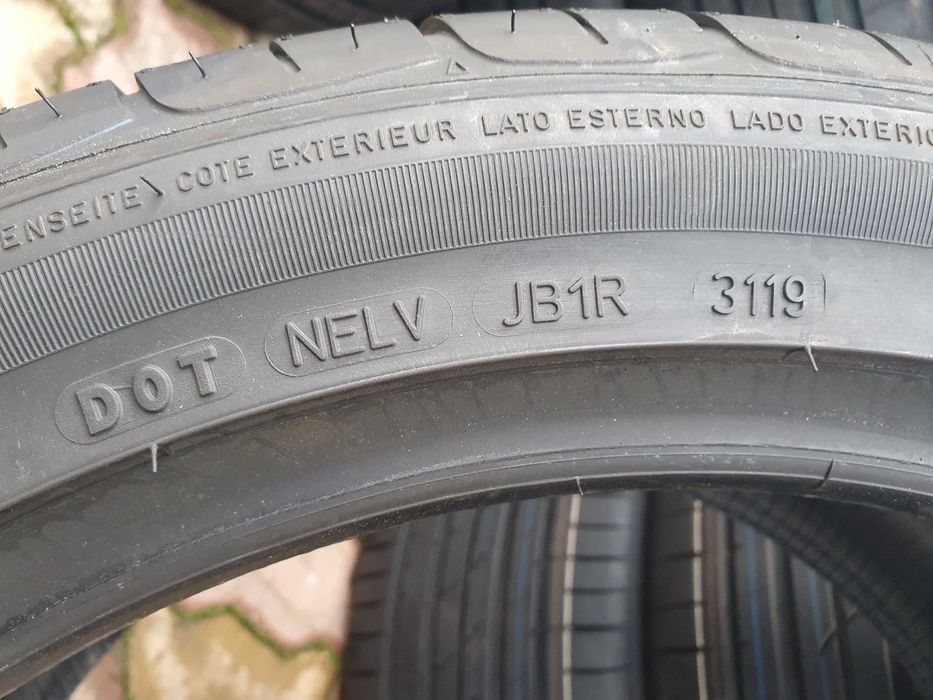 ENSEITE COTE EXTERIEUR LATO ESTERNO LADO EXTERIO
DOT NELV JB1R 3119